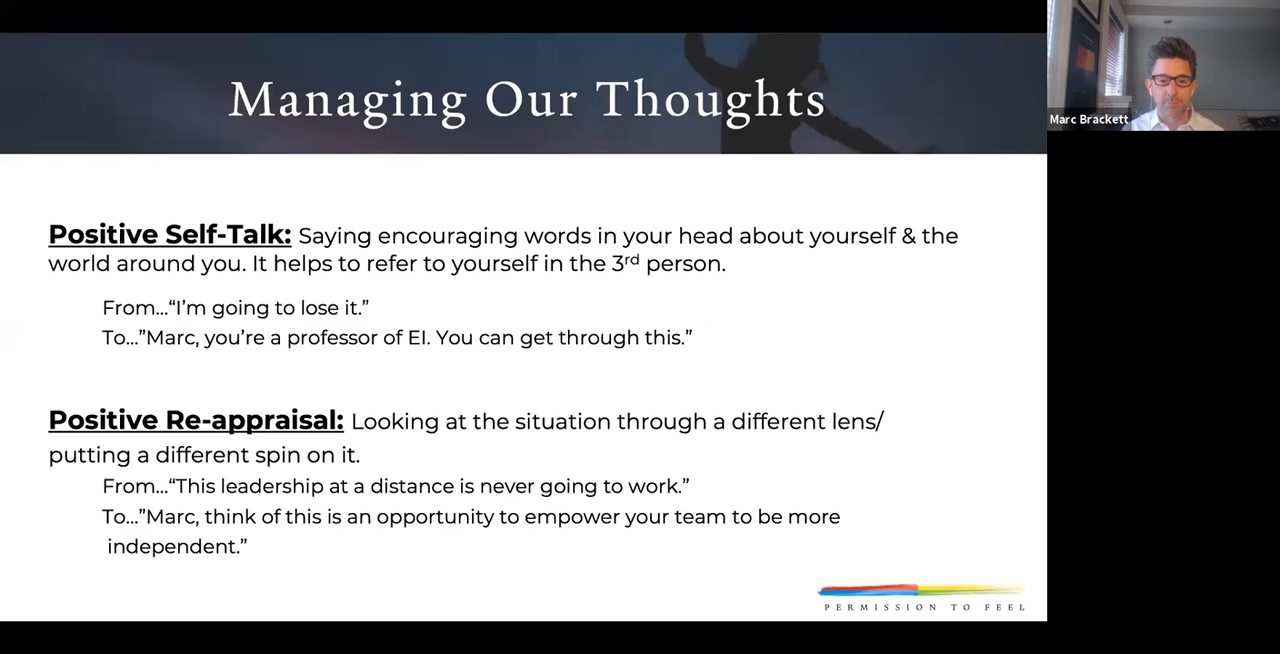 Managing Our Thoughts
Marc Brackett
Positive Self-Talk: Saying encouraging words in your head about yourself & the
world around you. It helps to refer to yourself in the 3rd person.
From...“I’m going to lose it.”
To...”Marc, you’re a professor of EI. You can get through this.”
Positive Re-appraisal: Looking at the situation through a different lens/
putting a different spin on it.
From...“This leadership at a distance is never going to work.”
To...”Marc, think of this is an opportunity to empower your team to be more
independent.”
PERMISSION TO FEEL